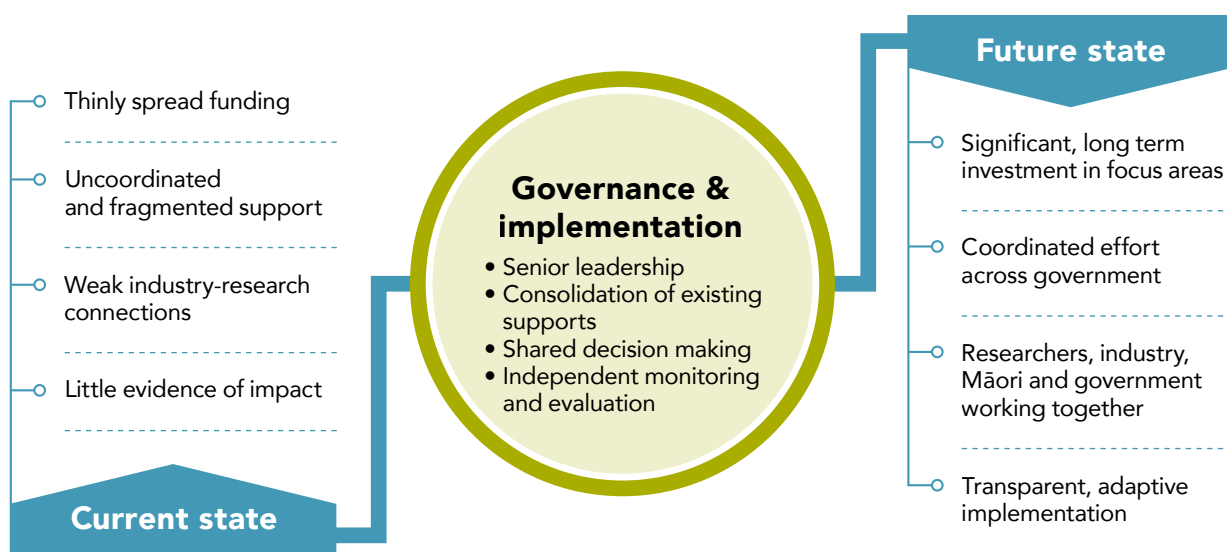 Thinly spread funding
Uncoordinated
and fragmented support
Weak industry-research
connections
Little evidence of impact
Current state
Governance &
implementation
• Senior leadership
• Consolidation of existing
supports
• Shared decision making
• Independent monitoring
and evaluation
Future state
Significant, long term
investment in focus areas
Coordinated effort
across government
Researchers, industry,
Māori and government
working together
Transparent, adaptive
implementation